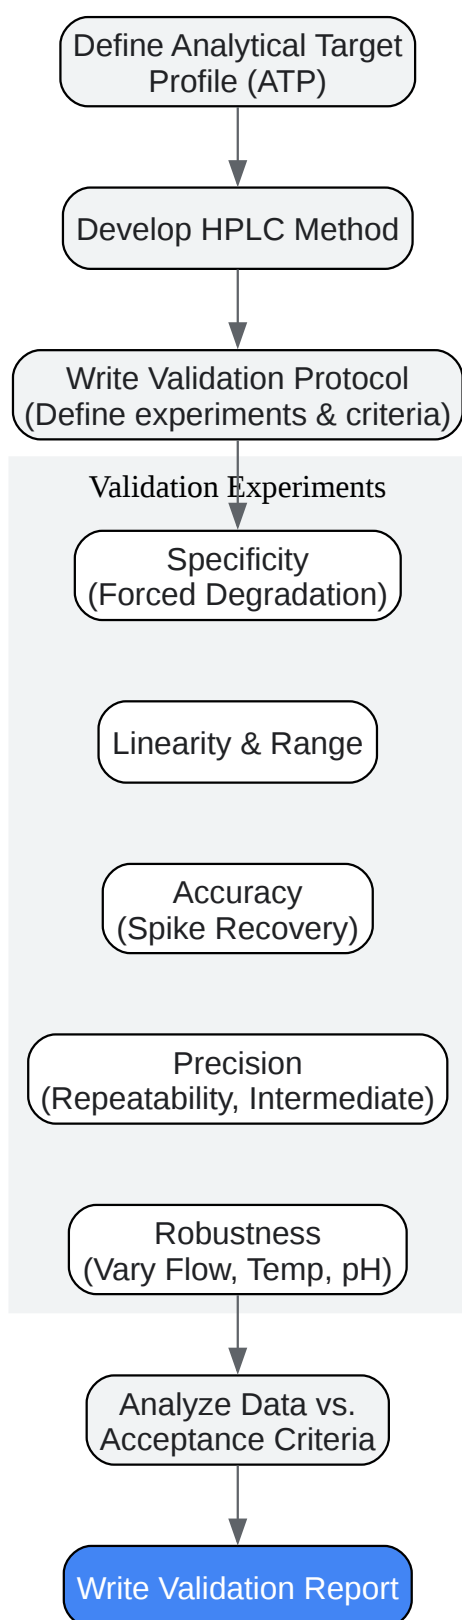 Define Analytical Target
Profile (ATP)
Develop HPLC Method
Write Validation Protocol
(Define experiments & criteria)
Validation Experiments
Specificity
(Forced Degradation)
Linearity & Range
Accuracy
(Spike Recovery)
Precision
(Repeatability, Intermediate)
Robustness
(Vary Flow, Temp, pH)
Analyze Data vs.
Acceptance Criteria
Write Validation Report